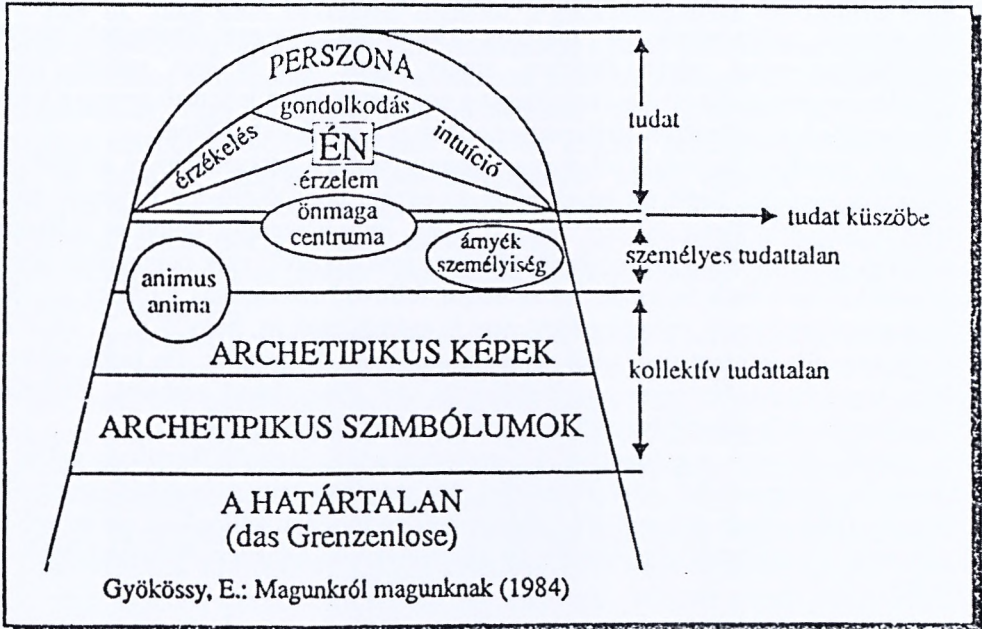 PERSZONA
gondolkodás
érzékelés
ÉN
intuíció
érzelem
önmaga
centruma
árnyék
személyiség
animus
anima
ARCHETIPIKUS KÉPEK
ARCHETIPIKUS SZIMBÓLUMOK
A HATÁRTALAN
(das Grenzenlose)
tudat
tudat küszöbe
személyes tudattalan
kollektív tudattalan
Gyökössy, E.: Magunkról magunknak (1984)